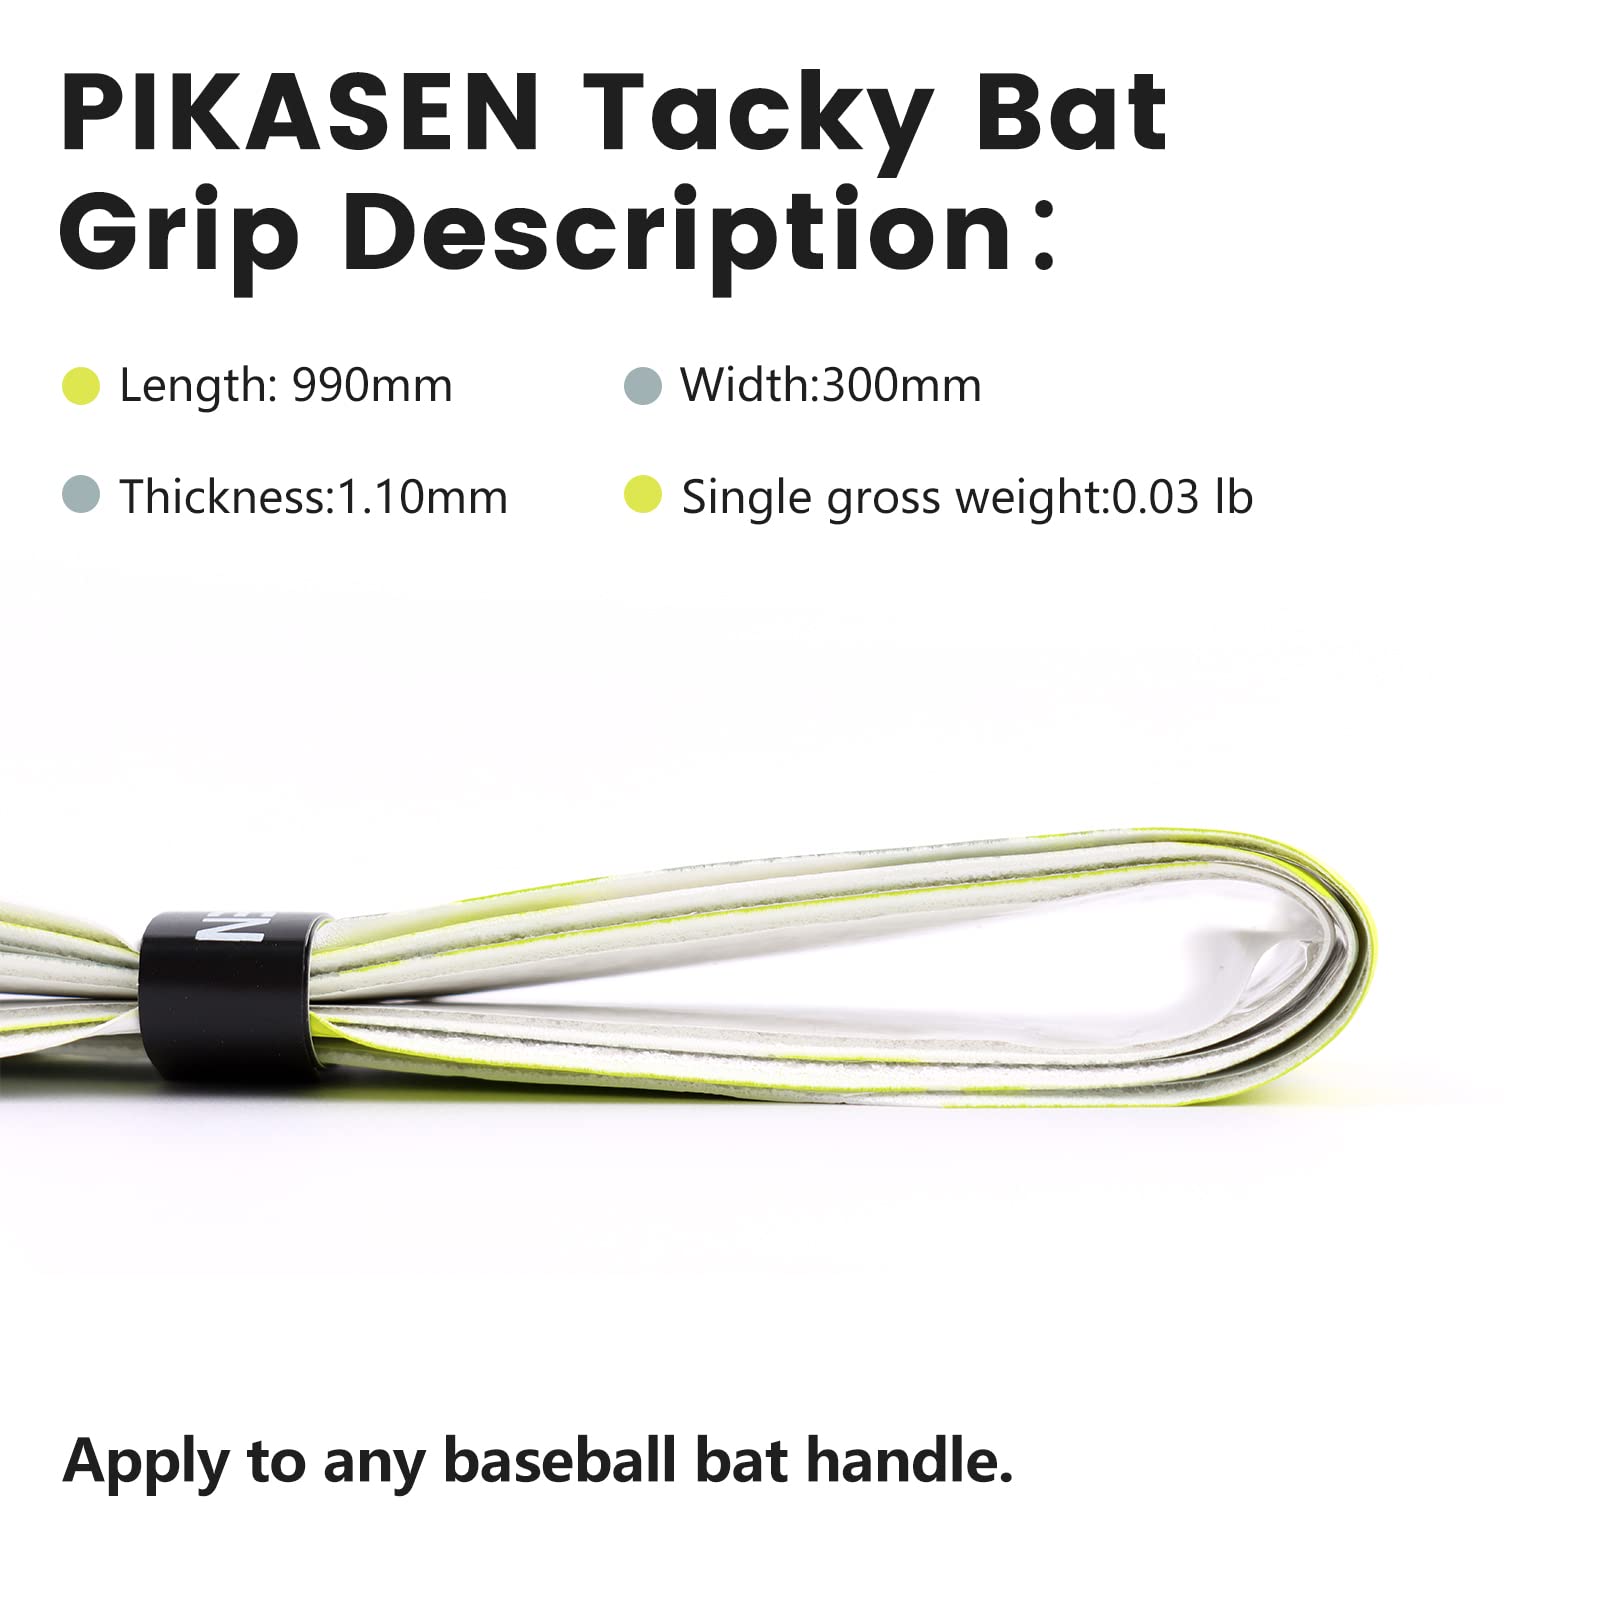 PIKASEN Tacky Bat
Grip Description：
Length: 990mm
Width:300mm
Thickness:1.10mm
Single gross weight:0.03 lb
Apply to any baseball bat handle.